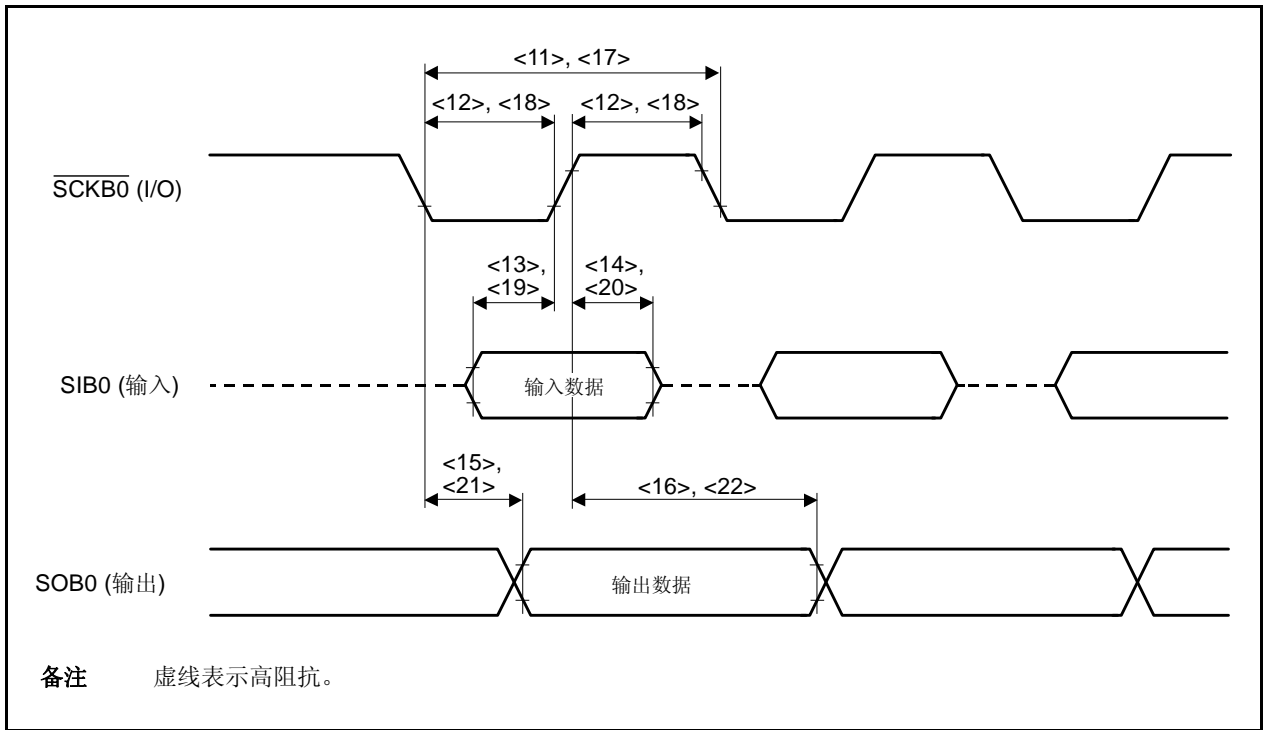 <11>, <17>
<12>, <18> <12>, <18>
SCKB0 (I/O)
<13>,
<19>
<14>,
<20>
SIB0 (输入)
输入数据
<15>,
<21>
<16>, <22>
SOB0 (输出)
输出数据
备注 虚线表示高阻抗。